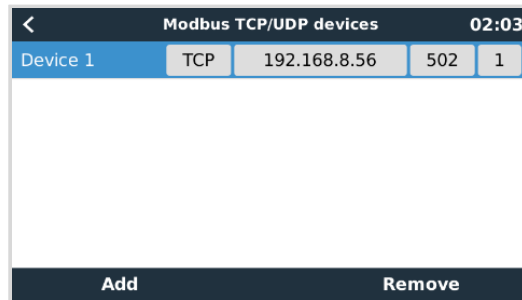 Modbus TCP/UDP devices 02:03
Device 1 TCP 192.168.8.56 502 1
Add Remove